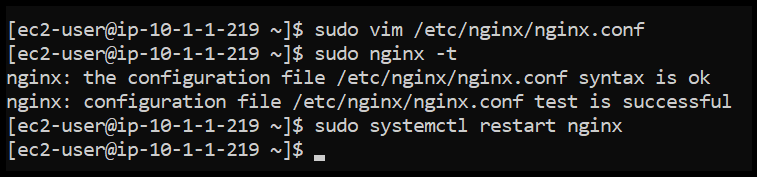 [ec2-user@ip-10-1-1-219 ~]$ sudo vim /etc/nginx/nginx.conf
[ec2-user@ip-10-1-1-219 ~]$ sudo nginx -t
nginx: the configuration file /etc/nginx/nginx.conf syntax is ok
nginx: configuration file /etc/nginx/nginx.conf test is successful
[ec2-user@ip-10-1-1-219 ~]$ sudo systemctl restart nginx
[ec2-user@ip-10-1-1-219 ~]$